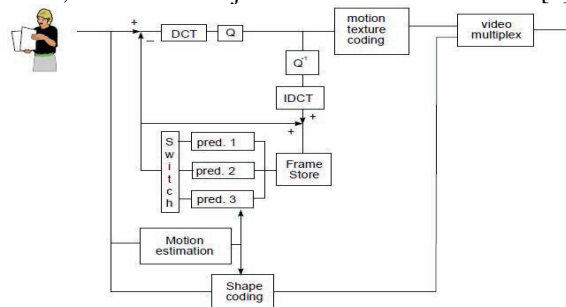 +
−
DCT
Q
motion
texture
coding
video
multiplex
Q-1
IDCT
+
+
Switch
pred. 1
pred. 2
pred. 3
Frame
Store
Motion
estimation
Shape
coding